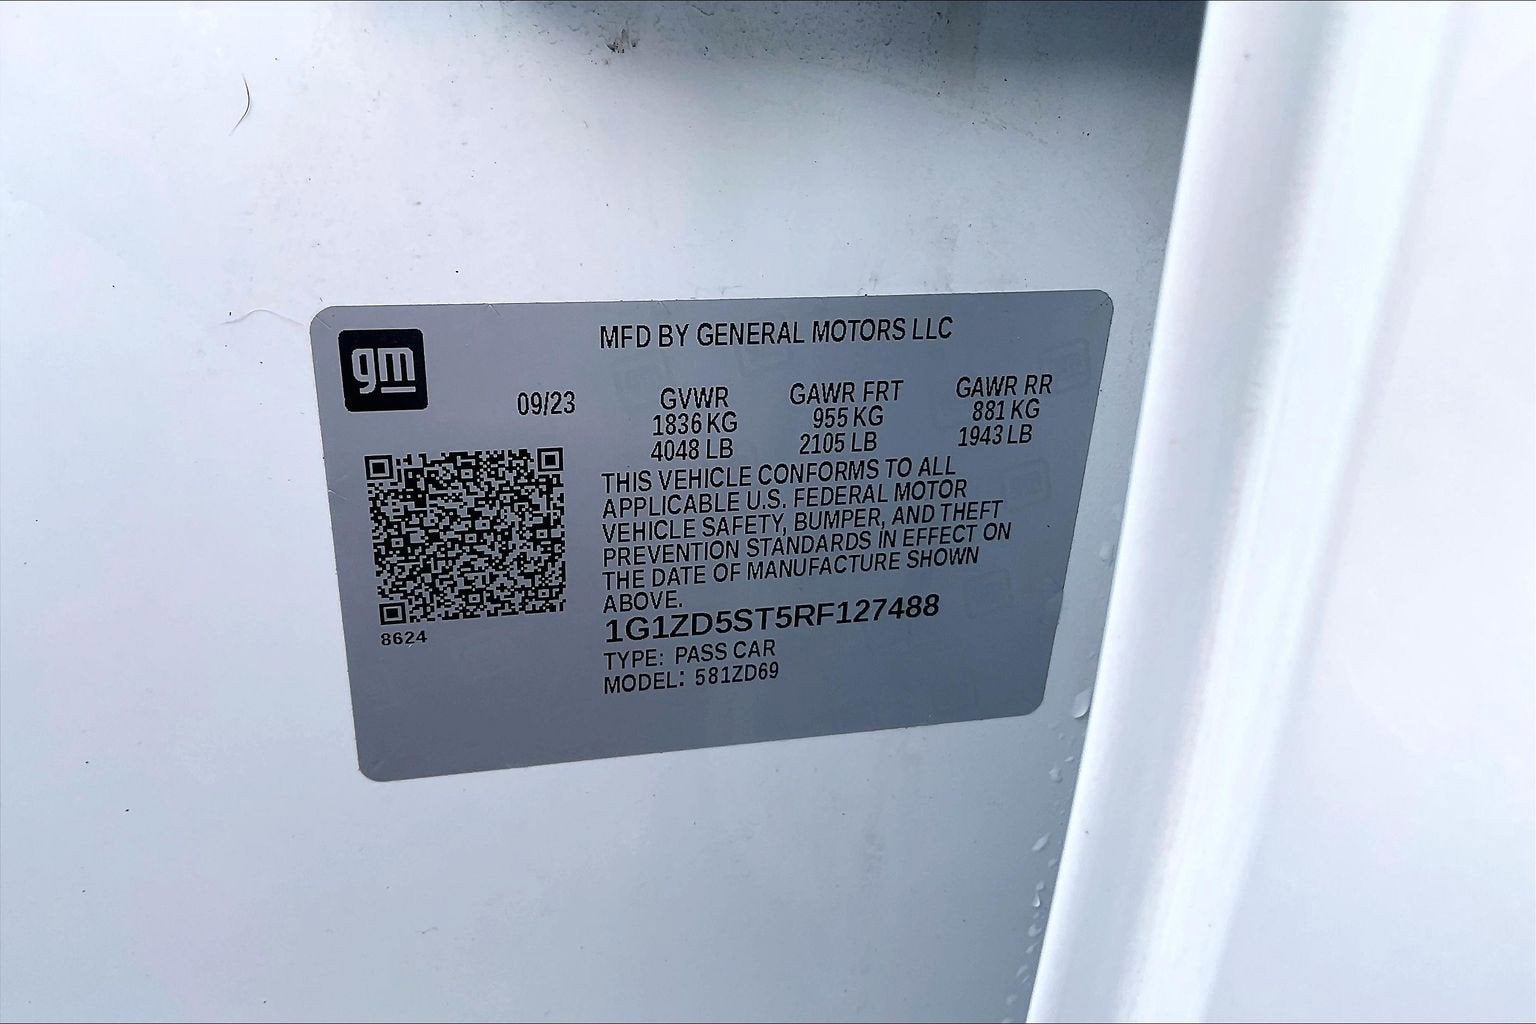 gm
MFD BY GENERAL MOTORS LLC
09/23
GVWR
1836 KG
4048 LB
GAWR FRT
955 KG
2105 LB
GAWR RR
881 KG
1943 LB
THIS VEHICLE CONFORMS TO ALL
APPLICABLE U.S. FEDERAL MOTOR
VEHICLE SAFETY, BUMPER, AND THEFT
PREVENTION STANDARDS IN EFFECT ON
THE DATE OF MANUFACTURE SHOWN
ABOVE.
1G1ZD5ST5RF127488
TYPE: PASS CAR
MODEL: 581ZD69
8624